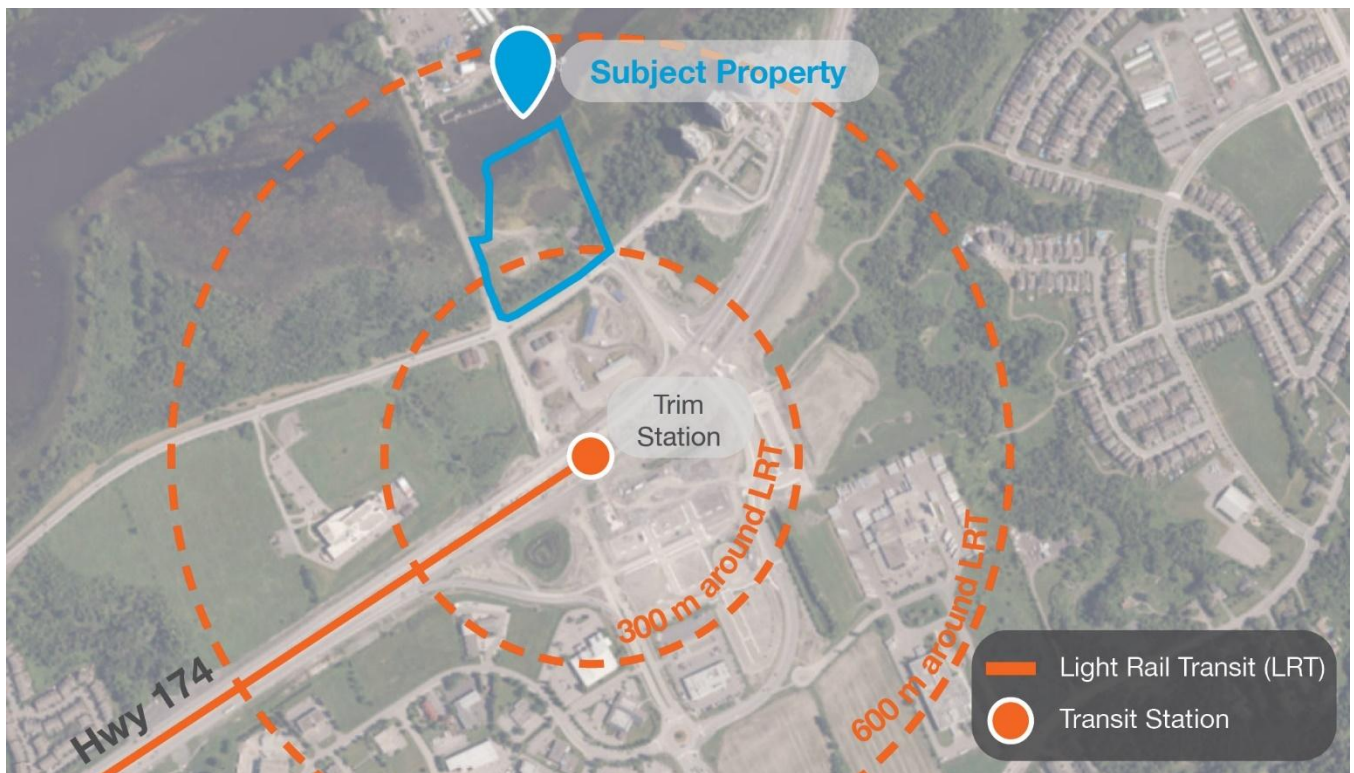 Subject Property
Trim
Station
300 m around LRT
600 m around LRT
Hwy 174
Light Rail Transit (LRT)
Transit Station